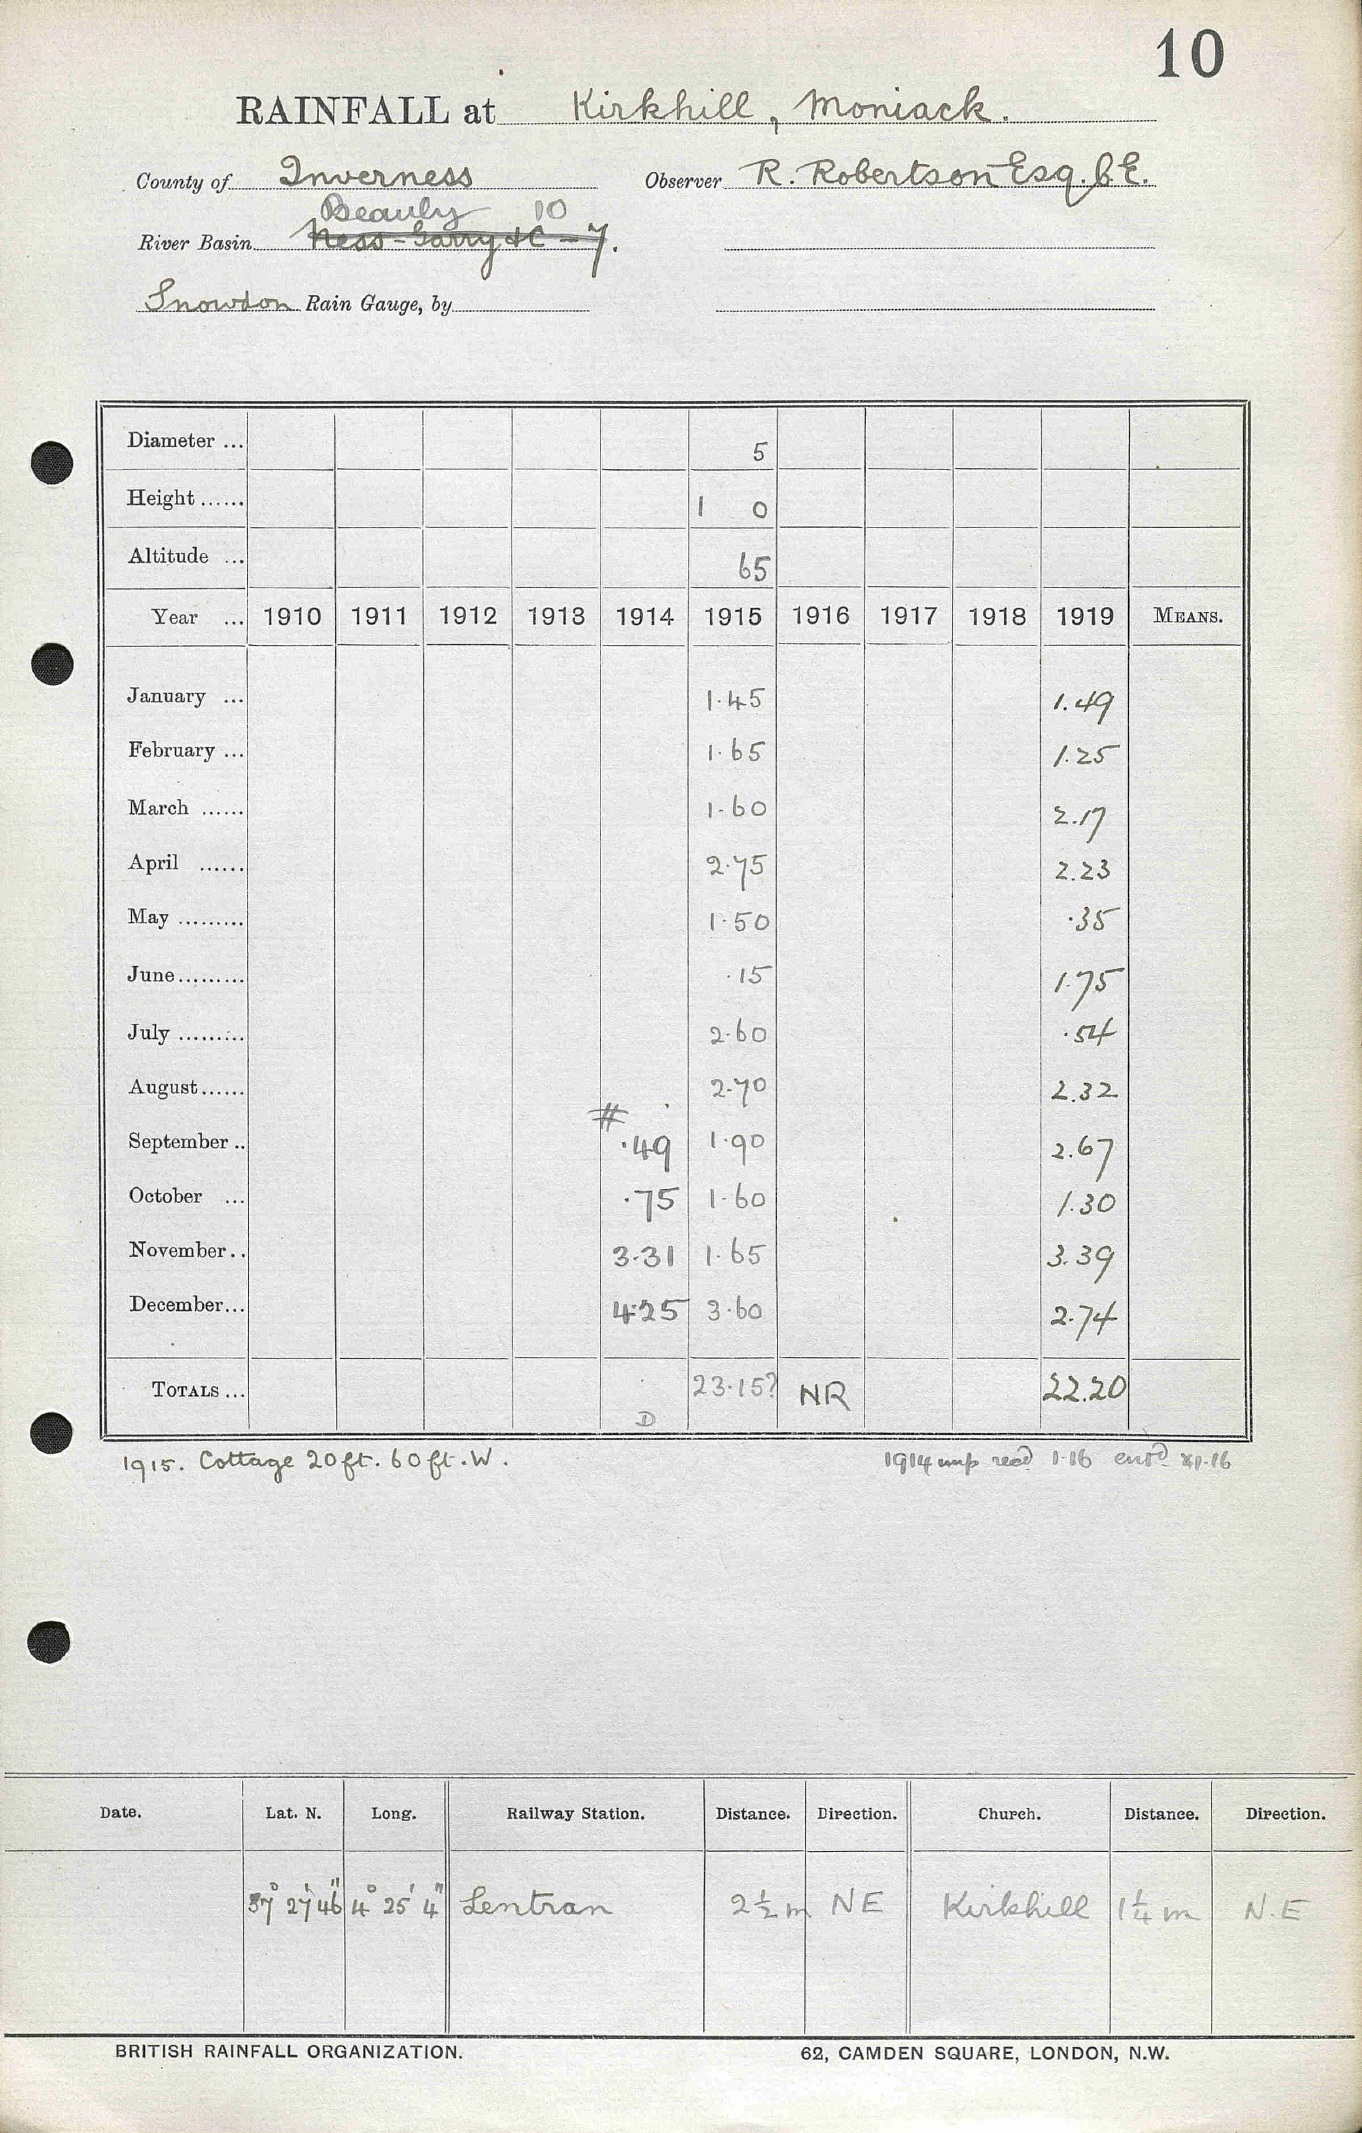 10
RAINFALL at Kirkhill, Moniack.
County of Inverness Observer R. Robertson Esq. C.E.
Beauly 10
River Basin Ness-Garry &c - 7.
Snowdon Rain Gauge, by
Diameter ... 5
Height ...... 1 0
Altitude ... 65
Year ... 1910 1911 1912 1913 1914 1915 1916 1917 1918 1919 MEANS.
January ... 1.45 1.49
February ... 1.65 1.25
March ...... 1.60 2.17
April ...... 2.75 2.23
May ......... 1.50 .35
June ......... .15 1.75
July ......... 2.60 .54
August ...... 2.70 2.32
#
September .. .49 1.90 2.67
October ... .75 1.60 1.30
November .. 3.31 1.65 3.39
December ... 4.25 3.60 2.74
TOTALS ... 23.15? NR 22.20
D
1915. Cottage 20ft. 60ft. W. 1914 recd 1.16 entd XI.16
Date. Lat. N. Long. Railway Station. Distance. Direction. Church. Distance. Direction.
57° 27' 46" 4° 25' 4" Lentran 2½ m NE Kirkhill 1¼ m N.E
BRITISH RAINFALL ORGANIZATION. 62, CAMDEN SQUARE, LONDON, N.W.